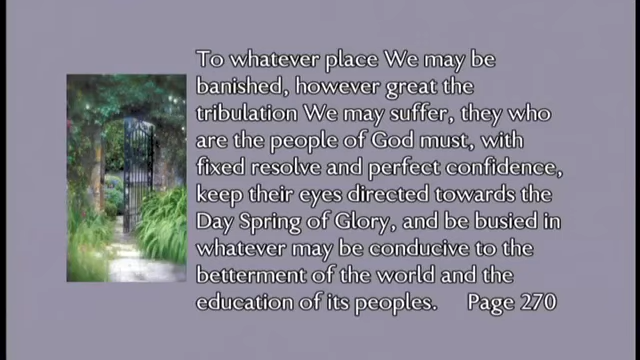 To whatever place We may be
banished, however great the
tribulation We may suffer, they who
are the people of God must, with
fixed resolve and perfect confidence,
keep their eyes directed towards the
Day Spring of Glory, and be busied in
whatever may be conducive to the
betterment of the world and the
education of its peoples. Page 270